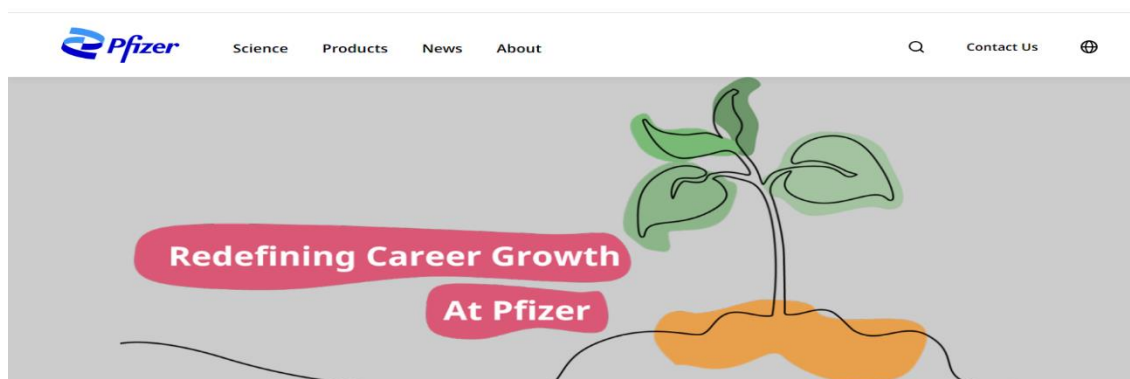 Pfizer Science Products News About Contact Us
Redefining Career Growth
At Pfizer